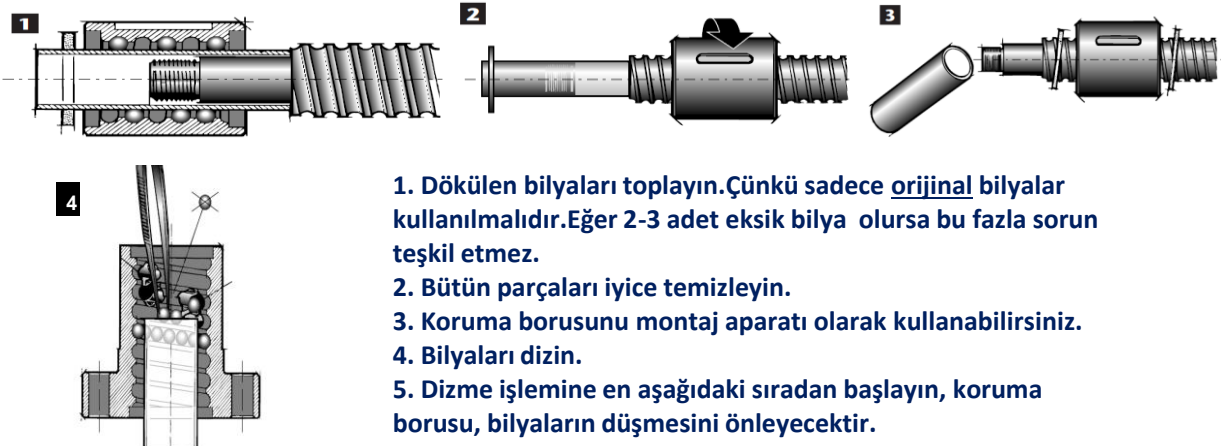 1
2
3
4
1. Dökülen bilyaları toplayın.Çünkü sadece orijinal bilyalar
kullanılmalıdır.Eğer 2-3 adet eksik bilya  olursa bu fazla sorun
teşkil etmez.
2. Bütün parçaları iyice temizleyin.
3. Koruma borusunu montaj aparatı olarak kullanabilirsiniz.
4. Bilyaları dizin.
5. Dizme işlemine en aşağıdaki sıradan başlayın, koruma
borusu, bilyaların düşmesini önleyecektir.